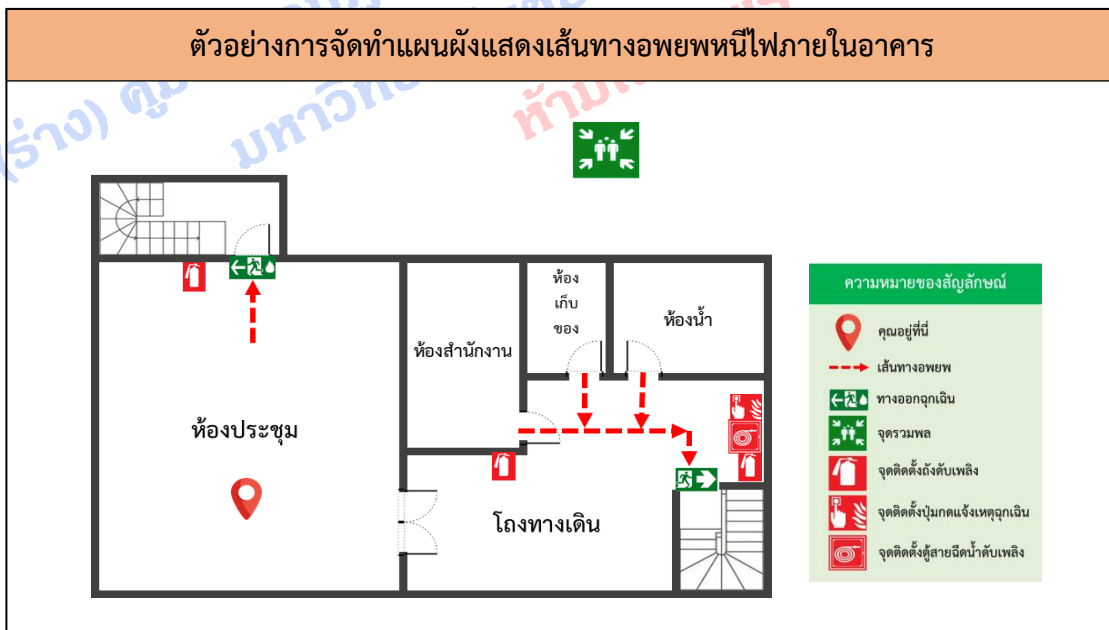 ตัวอย่างการจัดทำแผนผังแสดงเส้นทางอพยพหนีไฟภายในอาคาร
(ร่าง)
ห้อง
เก็บ
ของ
ห้องน้ำ
ห้องสำนักงาน
ห้องประชุม
โถงทางเดิน
ความหมายของสัญลักษณ์
คุณอยู่ที่นี่
เส้นทางอพยพ
ทางออกฉุกเฉิน
จุดรวมพล
จุดติดตั้งถังดับเพลิง
จุดติดตั้งปุ่มกดแจ้งเหตุฉุกเฉิน
จุดติดตั้งตู้สายฉีดน้ำดับเพลิง